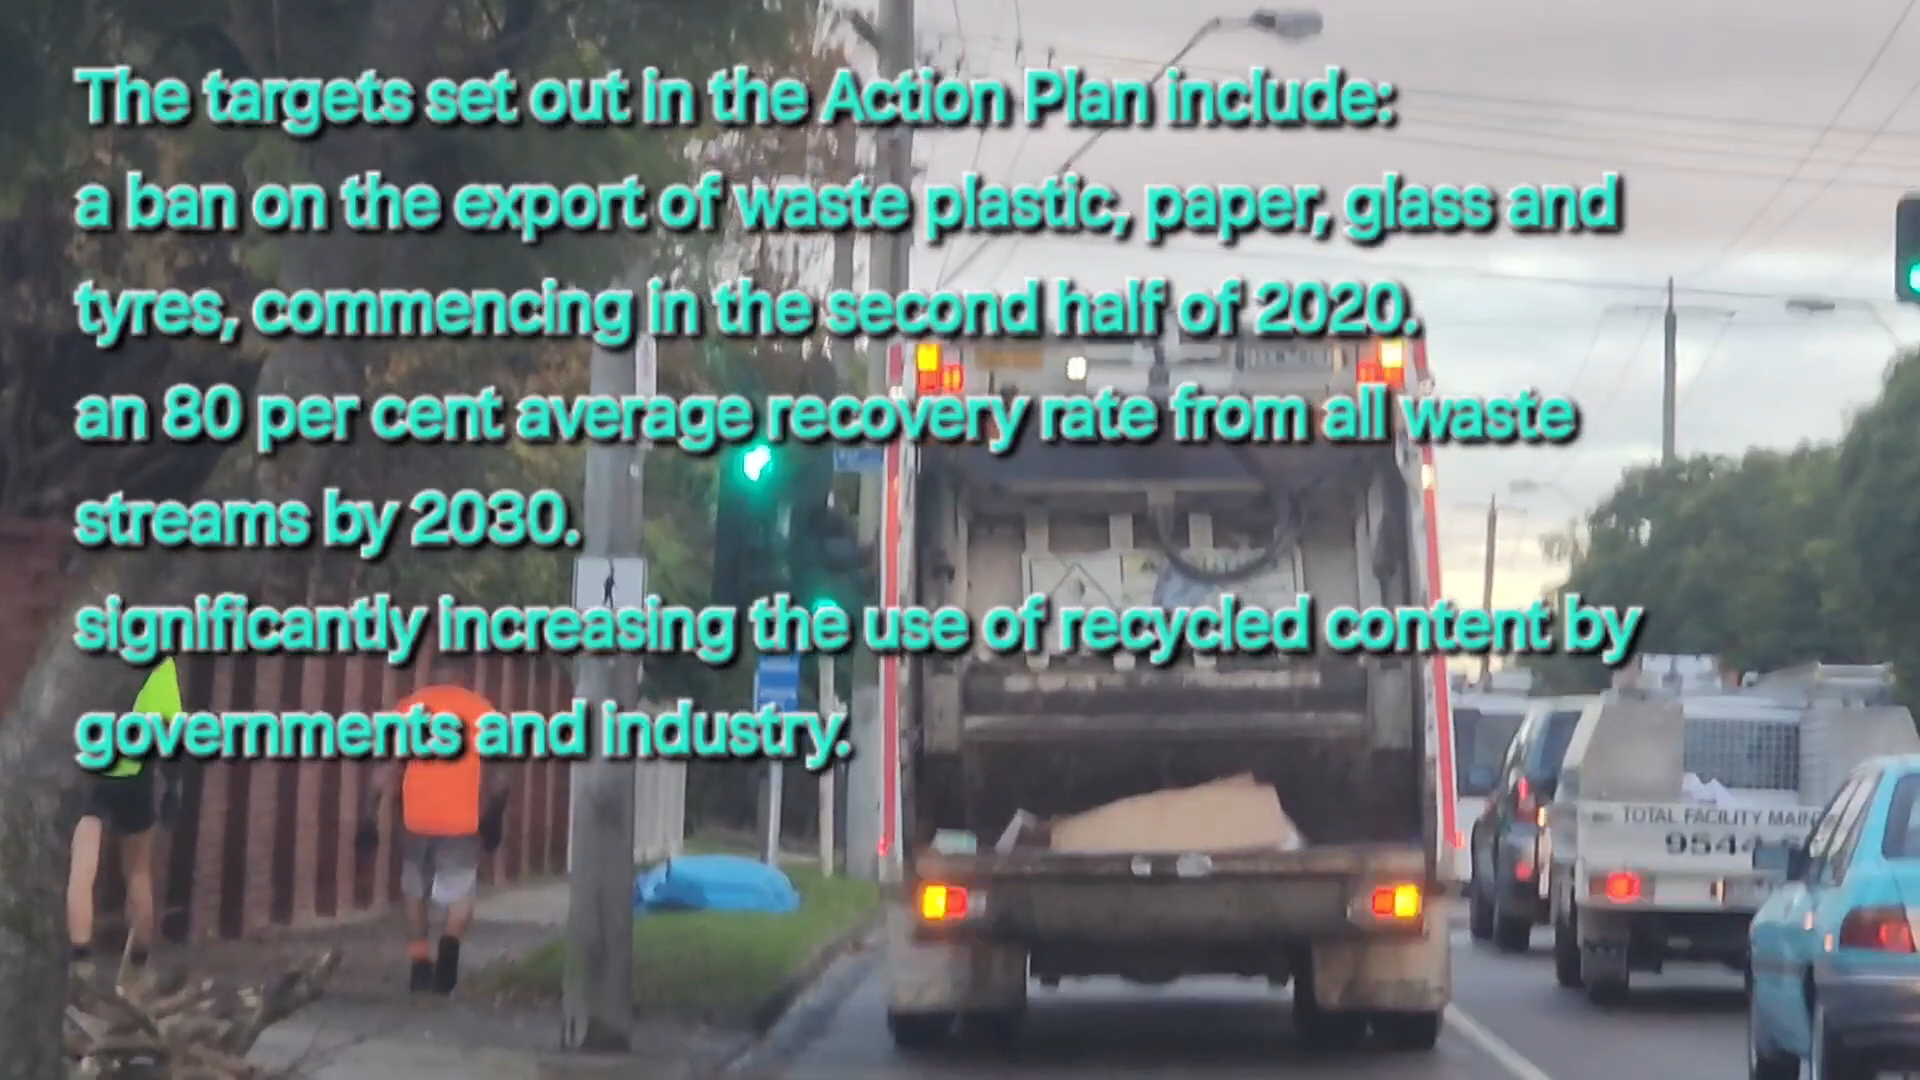 The targets set out in the Action Plan include:
a ban on the export of waste plastic, paper, glass and
tyres, commencing in the second half of 2020.
an 80 per cent average recovery rate from all waste
streams by 2030.
significantly increasing the use of recycled content by
governments and industry.
TOTAL FACILITY
9544